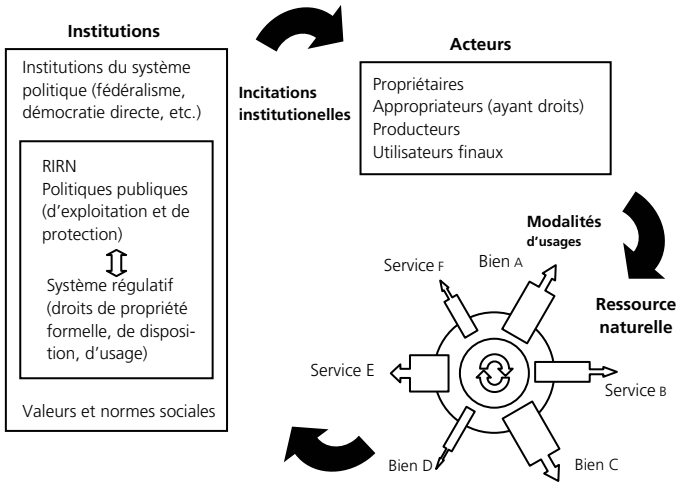 Institutions
Institutions du système
politique (fédéralisme,
démocratie directe, etc.)
RIRN
Politiques publiques
(d'exploitation et de
protection)
Système régulatif
(droits de propriété
formelle, de disposi-
tion, d'usage)
Valeurs et normes sociales
Incitations
institutionelles
Acteurs
Propriétaires
Appropriateurs (ayant droits)
Producteurs
Utilisateurs finaux
Modalités
d'usages
Ressource
naturelle
Service F
Bien A
Service E
Service B
Bien D
Bien C